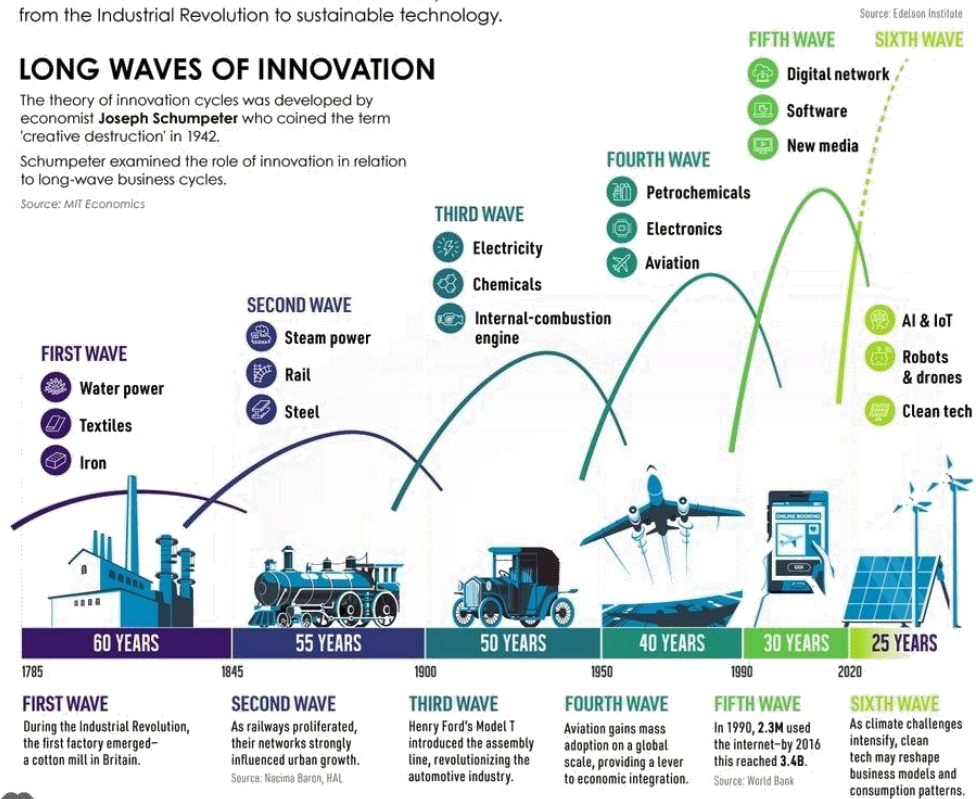 from the Industrial Revolution to sustainable technology.
Source: Edelson Institute
LONG WAVES OF INNOVATION
The theory of innovation cycles was developed by
economist Joseph Schumpeter who coined the term
'creative destruction' in 1942.
Schumpeter examined the role of innovation in relation
to long-wave business cycles.
Source: MIT Economics
FIRST WAVE
Water power
Textiles
Iron
SECOND WAVE
Steam power
Rail
Steel
THIRD WAVE
Electricity
Chemicals
Internal-combustion
engine
FOURTH WAVE
Petrochemicals
Electronics
Aviation
FIFTH WAVE
Digital network
Software
New media
SIXTH WAVE
AI & IoT
Robots
& drones
Clean tech
ONLINE BOOKING
GO!
60 YEARS
55 YEARS
50 YEARS
40 YEARS
30 YEARS
25 YEARS
1785
1845
1900
1950
1990
2020
FIRST WAVE
During the Industrial Revolution,
the first factory emerged—
a cotton mill in Britain.
SECOND WAVE
As railways proliferated,
their networks strongly
influenced urban growth.
Source: Nacima Baron, HAL
THIRD WAVE
Henry Ford's Model T
introduced the assembly
line, revolutionizing the
automotive industry.
FOURTH WAVE
Aviation gains mass
adoption on a global
scale, providing a lever
to economic integration.
FIFTH WAVE
In 1990, 2.3M used
the internet—by 2016
this reached 3.4B.
Source: World Bank
SIXTH WAVE
As climate challenges
intensify, clean
tech may reshape
business models and
consumption patterns.